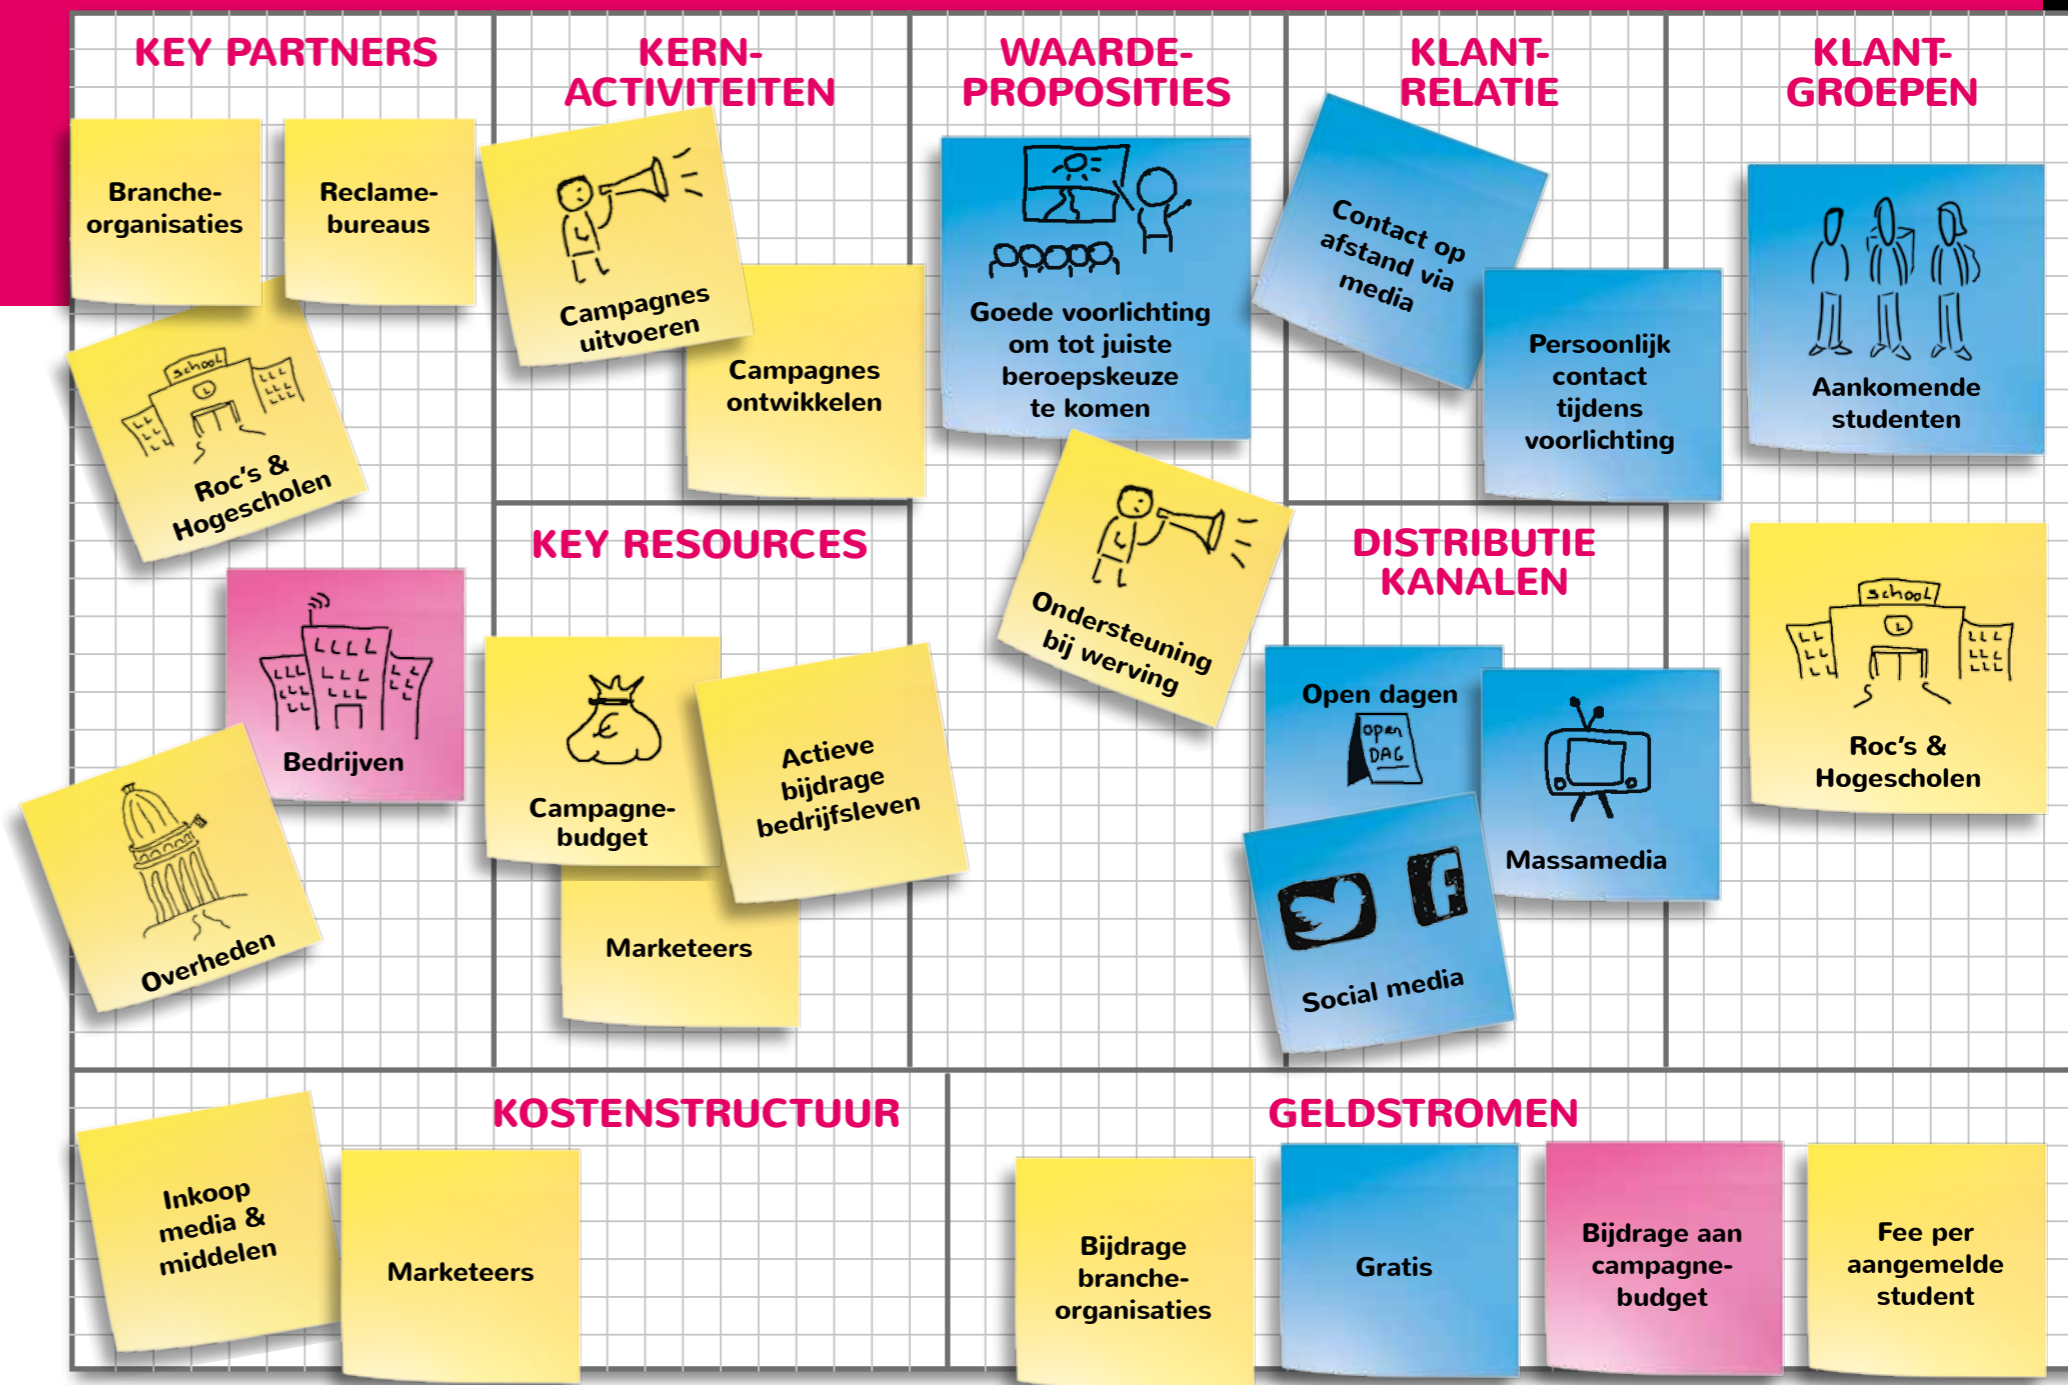 KEY PARTNERS
Branche-
organisaties
Reclame-
bureaus
school
Roc's &
Hogescholen
Bedrijven
Overheden
KERN-
ACTIVITEITEN
Campagnes
uitvoeren
Campagnes
ontwikkelen
KEY RESOURCES
€
Campagne-
budget
Actieve
bijdrage
bedrijfsleven
Marketeers
WAARDE-
PROPOSITIES
Goede voorlichting
om tot juiste
beroepskeuze
te komen
Ondersteuning
bij werving
KLANT-
RELATIE
Contact op
afstand via
media
Persoonlijk
contact
tijdens
voorlichting
DISTRIBUTIE
KANALEN
Open dagen
open
DAG
Massamedia
f
Social media
KLANT-
GROEPEN
Aankomende
studenten
school
Roc's &
Hogescholen
KOSTENSTRUCTUUR
Inkoop
media &
middelen
Marketeers
GELDSTROMEN
Bijdrage
branche-
organisaties
Gratis
Bijdrage aan
campagne-
budget
Fee per
aangemelde
student